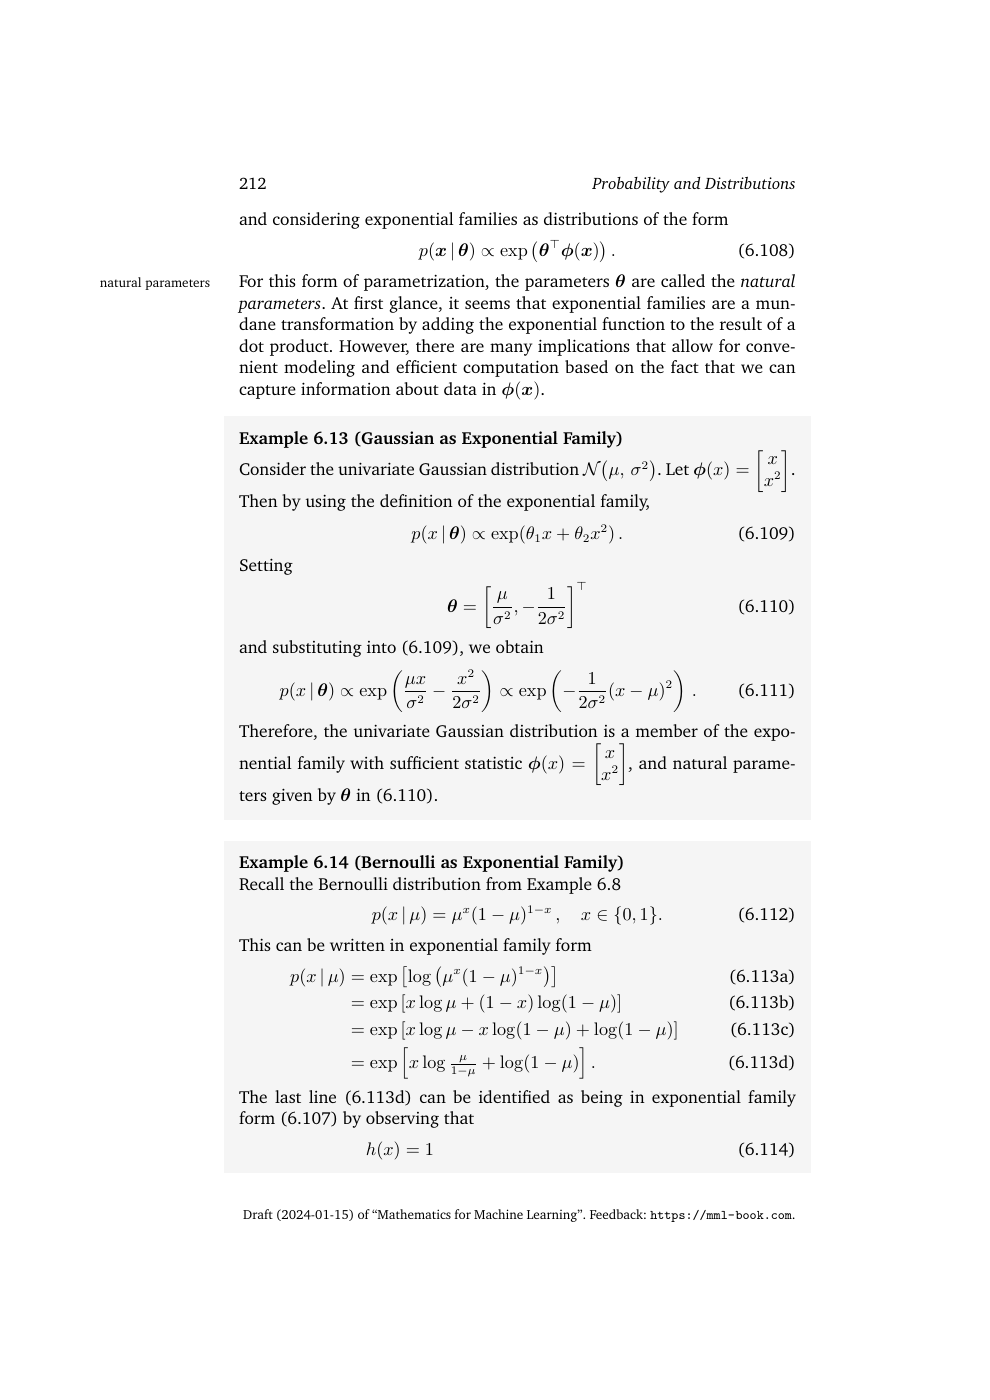 212 Probability and Distributions
and considering exponential families as distributions of the form
p(x | θ) ∝ exp (θ⊤ϕ(x)) . (6.108)
natural parameters
For this form of parametrization, the parameters θ are called the natural
parameters. At first glance, it seems that exponential families are a mun-
dane transformation by adding the exponential function to the result of a
dot product. However, there are many implications that allow for conve-
nient modeling and efficient computation based on the fact that we can
capture information about data in ϕ(x).
Example 6.13 (Gaussian as Exponential Family)
Consider the univariate Gaussian distribution 𝒩(μ, σ²). Let ϕ(x) = [x x²].
Then by using the definition of the exponential family,
p(x | θ) ∝ exp(θ₁x + θ₂x²) . (6.109)
Setting
θ = [μ/σ², −1/2σ²]⊤ (6.110)
and substituting into (6.109), we obtain
p(x | θ) ∝ exp (μx/σ² − x²/2σ²) ∝ exp (−1/2σ² (x − μ)²) . (6.111)
Therefore, the univariate Gaussian distribution is a member of the expo-
nential family with sufficient statistic ϕ(x) = [x x²], and natural parame-
ters given by θ in (6.110).
Example 6.14 (Bernoulli as Exponential Family)
Recall the Bernoulli distribution from Example 6.8
p(x | μ) = μˣ(1 − μ)¹⁻ˣ , x ∈ {0, 1}. (6.112)
This can be written in exponential family form
p(x | μ) = exp [log (μˣ(1 − μ)¹⁻ˣ)] (6.113a)
= exp [x log μ + (1 − x) log(1 − μ)] (6.113b)
= exp [x log μ − x log(1 − μ) + log(1 − μ)] (6.113c)
= exp [x log μ/1−μ + log(1 − μ)] . (6.113d)
The last line (6.113d) can be identified as being in exponential family
form (6.107) by observing that
h(x) = 1 (6.114)
Draft (2024-01-15) of “Mathematics for Machine Learning”. Feedback: https://mml-book.com.